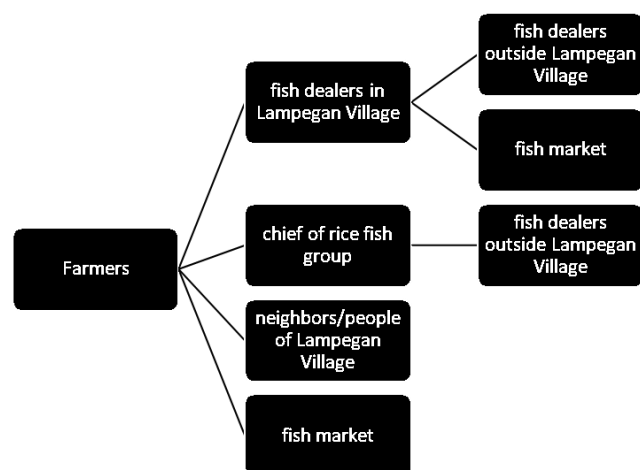 fish dealers
outside Lampegan
Village
fish dealers in
Lampegan Village
fish market
Farmers
chief of rice fish
group
fish dealers
outside Lampegan
Village
neighbors/people
of Lampegan
Village
fish market